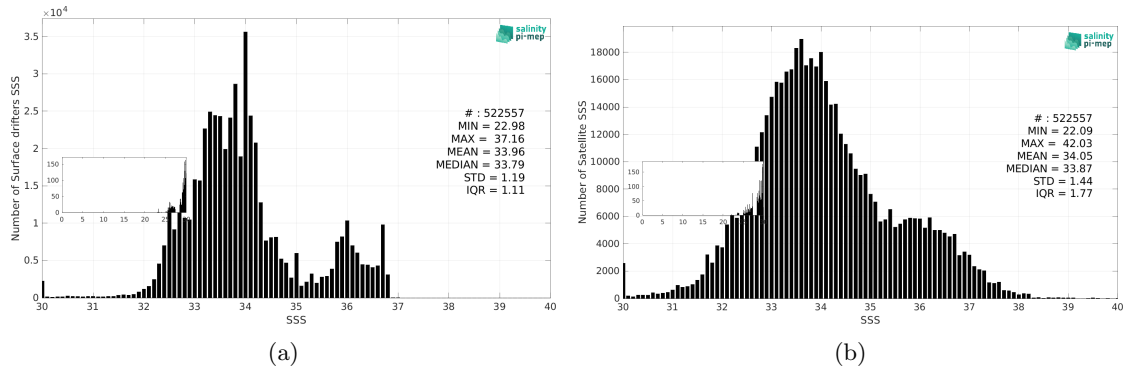 ×10⁴
salinity
pi-mep
3.5
3
2.5
2
1.5
1
0.5
0
Number of Surface drifters SSS
# : 522557
MIN = 22.98
MAX = 37.16
MEAN = 33.96
MEDIAN = 33.79
STD = 1.19
IQR = 1.11
150
100
50
0
0 5 10 15 20 25 30
30 31 32 33 34 35 36 37 38 39 40
SSS
(a)
salinity
pi-mep
18000
16000
14000
12000
10000
8000
6000
4000
2000
0
Number of Satellite SSS
# : 522557
MIN = 22.09
MAX = 42.03
MEAN = 34.05
MEDIAN = 33.87
STD = 1.44
IQR = 1.77
150
100
50
0
0 5 10 15 20 25 30
30 31 32 33 34 35 36 37 38 39 40
SSS
(b)